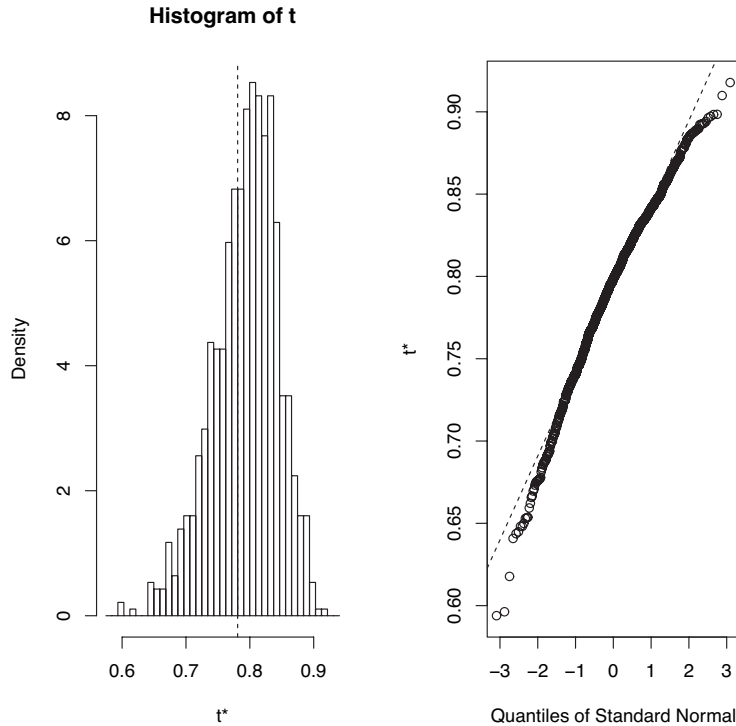 Histogram of t
Density
0 2 4 6 8
0.6 0.7 0.8 0.9
t*
t*
0.60 0.65 0.70 0.75 0.80 0.85 0.90
−3 −2 −1 0 1 2 3
Quantiles of Standard Normal